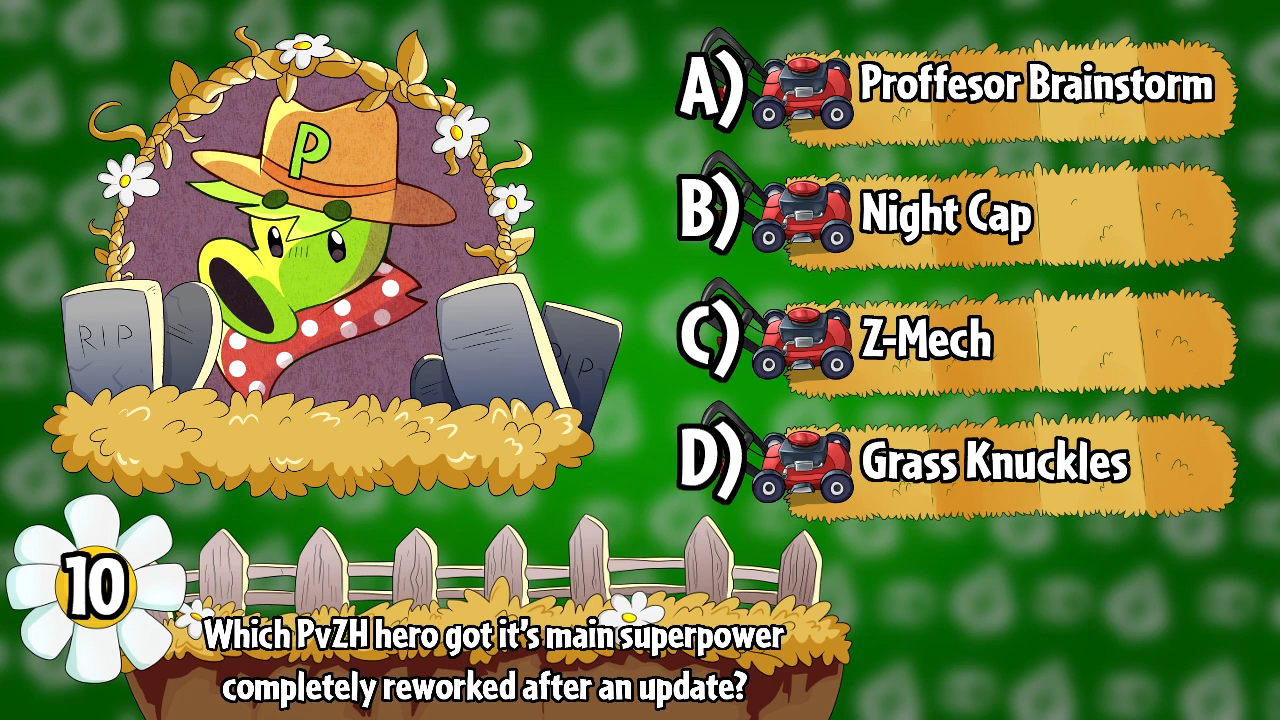 P
RIP
RIP
A) Proffesor Brainstorm
B) Night Cap
C) Z-Mech
D) Grass Knuckles
10
Which PvZH hero got it's main superpower
completely reworked after an update?